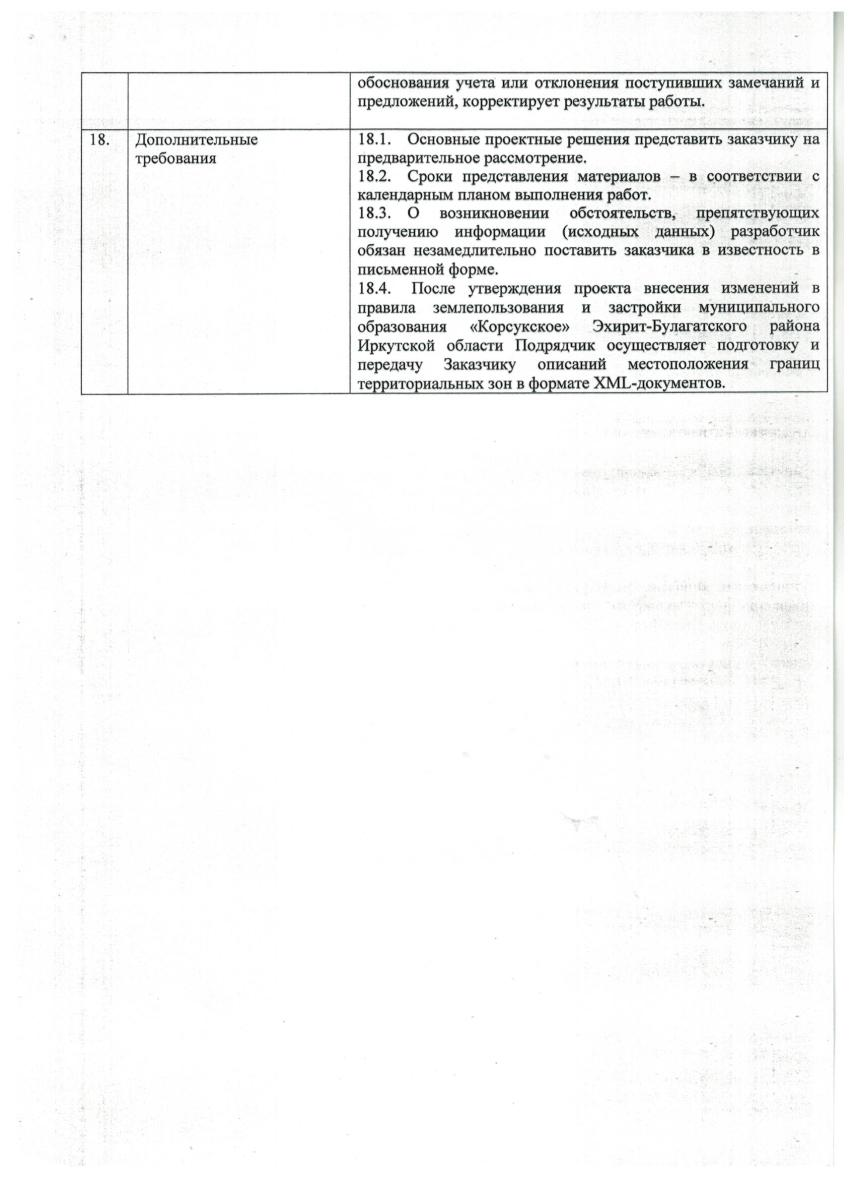 обоснования учета или отклонения поступивших замечаний и
предложений, корректирует результаты работы.
18. Дополнительные
требования
18.1. Основные проектные решения представить заказчику на
предварительное рассмотрение.
18.2. Сроки представления материалов – в соответствии с
календарным планом выполнения работ.
18.3. О возникновении обстоятельств, препятствующих
получению информации (исходных данных) разработчик
обязан незамедлительно поставить заказчика в известность в
письменной форме.
18.4. После утверждения проекта внесения изменений в
правила землепользования и застройки муниципального
образования «Корсукское» Эхирит-Булагатского района
Иркутской области Подрядчик осуществляет подготовку и
передачу Заказчику описаний местоположения границ
территориальных зон в формате XML-документов.